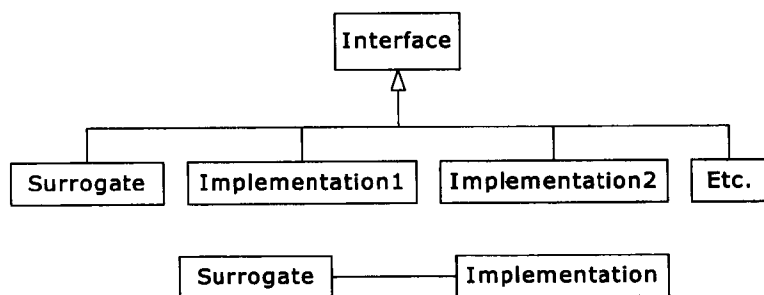 Interface
Surrogate Implementation1 Implementation2 Etc.
Surrogate Implementation